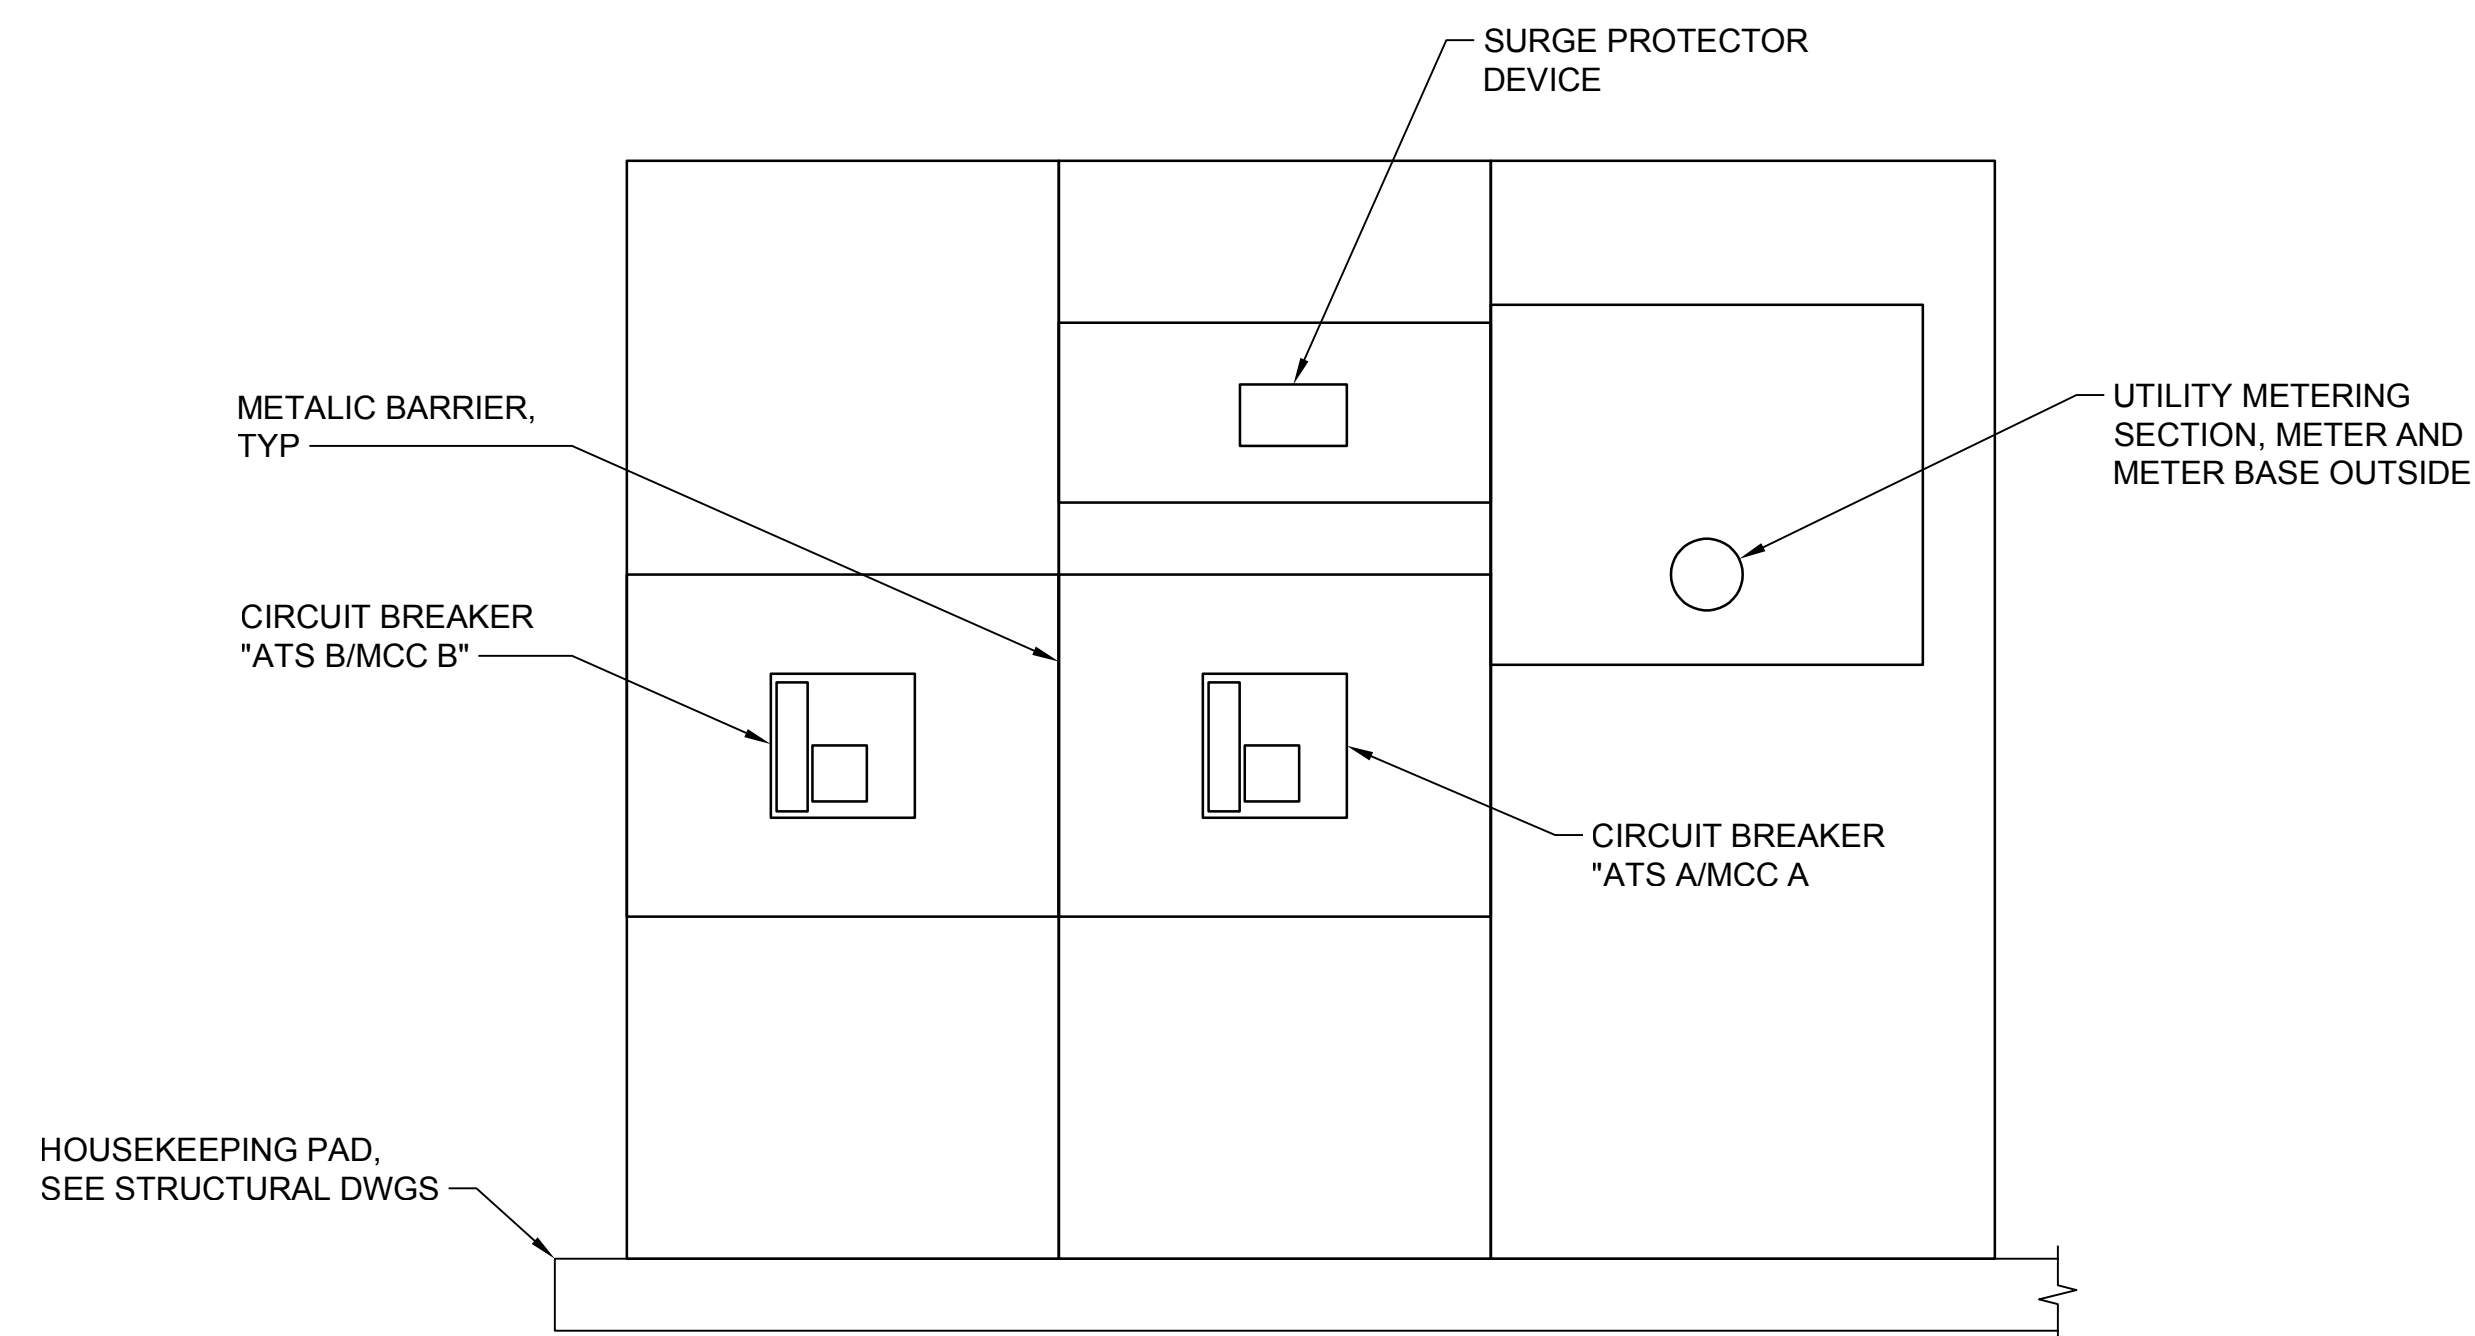 SURGE PROTECTOR
DEVICE
METALIC BARRIER,
TYP
UTILITY METERING
SECTION, METER AND
METER BASE OUTSIDE
CIRCUIT BREAKER
"ATS B/MCC B"
CIRCUIT BREAKER
"ATS A/MCC A
HOUSEKEEPING PAD,
SEE STRUCTURAL DWGS